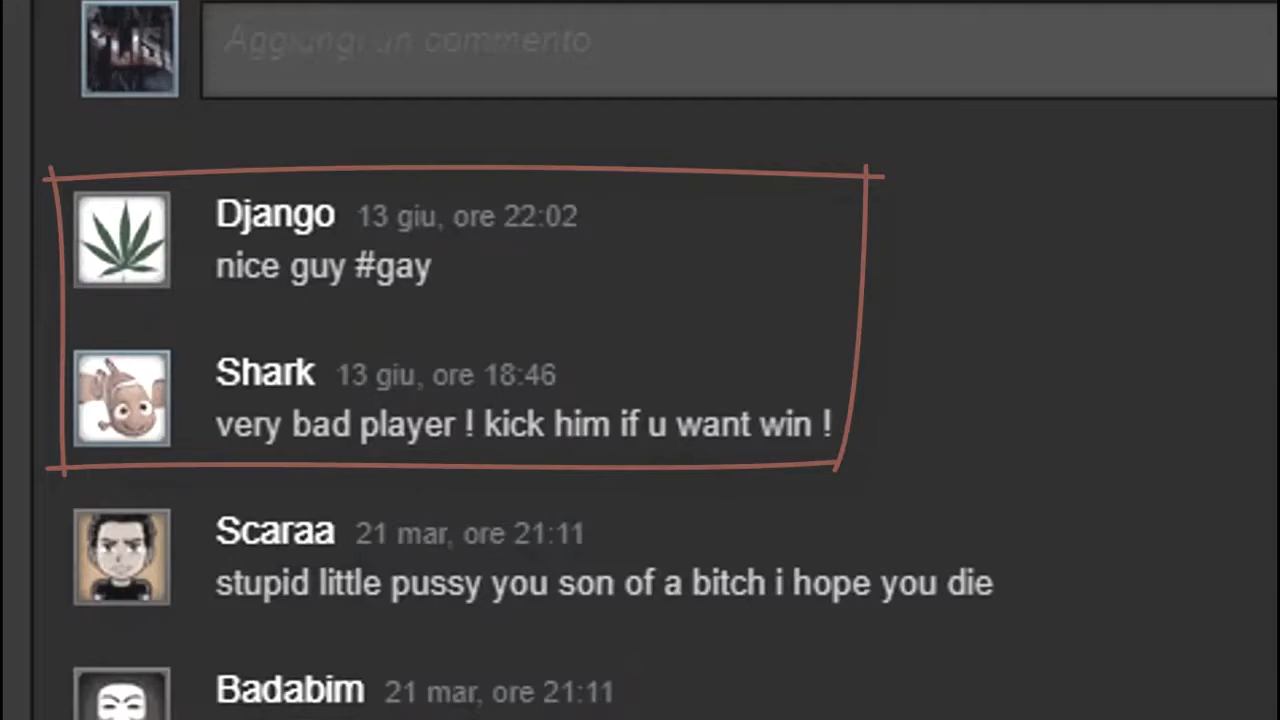 LIS
Aggiungi un commento
Django 13 giu, ore 22:02
nice guy #gay
Shark 13 giu, ore 18:46
very bad player ! kick him if u want win !
Scaraa 21 mar, ore 21:11
stupid little pussy you son of a bitch i hope you die
Badabim 21 mar, ore 21:11